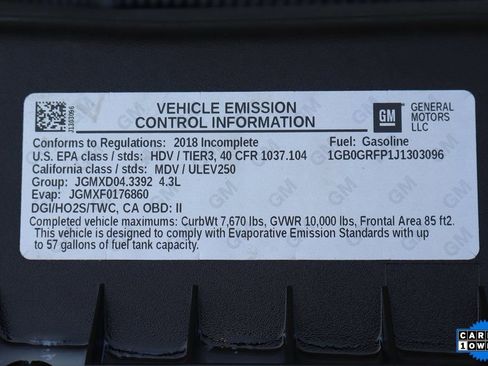 VEHICLE EMISSION
CONTROL INFORMATION
GM
GENERAL
MOTORS
LLC
J1303096
Conforms to Regulations: 2018 Incomplete Fuel: Gasoline
U.S. EPA class / stds: HDV / TIER3, 40 CFR 1037.104 1GB0GRFP1J1303096
California class / stds: MDV / ULEV250
Group: JGMXD04.3392 4.3L
Evap: JGMXF0176860
DGI/HO2S/TWC, CA OBD: II
Completed vehicle maximums: CurbWt 7,670 lbs, GVWR 10,000 lbs, Frontal Area 85 ft2.
This vehicle is designed to comply with Evaporative Emission Standards with up
to 57 gallons of fuel tank capacity.